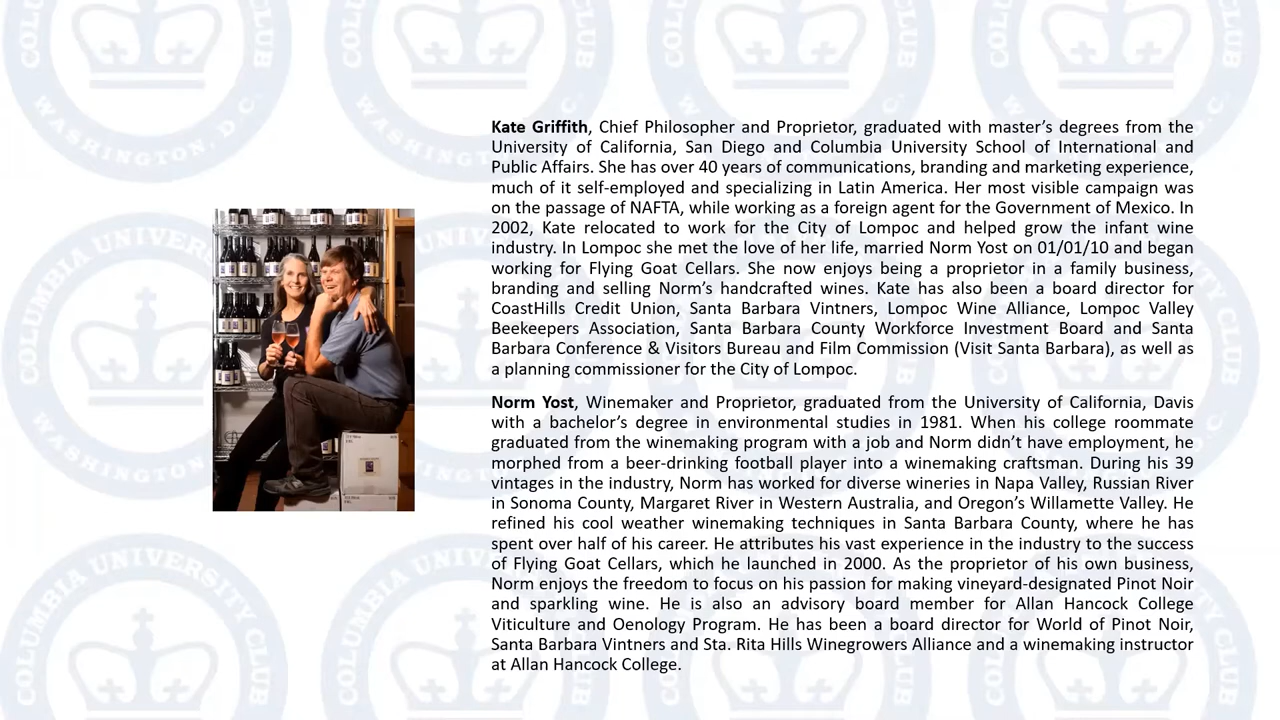 Kate Griffith, Chief Philosopher and Proprietor, graduated with master's degrees from the
University of California, San Diego and Columbia University School of International and
Public Affairs. She has over 40 years of communications, branding and marketing experience,
much of it self-employed and specializing in Latin America. Her most visible campaign was
on the passage of NAFTA, while working as a foreign agent for the Government of Mexico. In
2002, Kate relocated to work for the City of Lompoc and helped grow the infant wine
industry. In Lompoc she met the love of her life, married Norm Yost on 01/01/10 and began
working for Flying Goat Cellars. She now enjoys being a proprietor in a family business,
branding and selling Norm's handcrafted wines. Kate has also been a board director for
CoastHills Credit Union, Santa Barbara Vintners, Lompoc Wine Alliance, Lompoc Valley
Beekeepers Association, Santa Barbara County Workforce Investment Board and Santa
Barbara Conference & Visitors Bureau and Film Commission (Visit Santa Barbara), as well as
a planning commissioner for the City of Lompoc.
Norm Yost, Winemaker and Proprietor, graduated from the University of California, Davis
with a bachelor's degree in environmental studies in 1981. When his college roommate
graduated from the winemaking program with a job and Norm didn't have employment, he
morphed from a beer-drinking football player into a winemaking craftsman. During his 39
vintages in the industry, Norm has worked for diverse wineries in Napa Valley, Russian River
in Sonoma County, Margaret River in Western Australia, and Oregon's Willamette Valley. He
refined his cool weather winemaking techniques in Santa Barbara County, where he has
spent over half of his career. He attributes his vast experience in the industry to the success
of Flying Goat Cellars, which he launched in 2000. As the proprietor of his own business,
Norm enjoys the freedom to focus on his passion for making vineyard-designated Pinot Noir
and sparkling wine. He is also an advisory board member for Allan Hancock College
Viticulture and Oenology Program. He has been a board director for World of Pinot Noir,
Santa Barbara Vintners and Sta. Rita Hills Winegrowers Alliance and a winemaking instructor
at Allan Hancock College.
COLUMBIA UNIVERSITY CLUB
WASHINGTON, D.C.